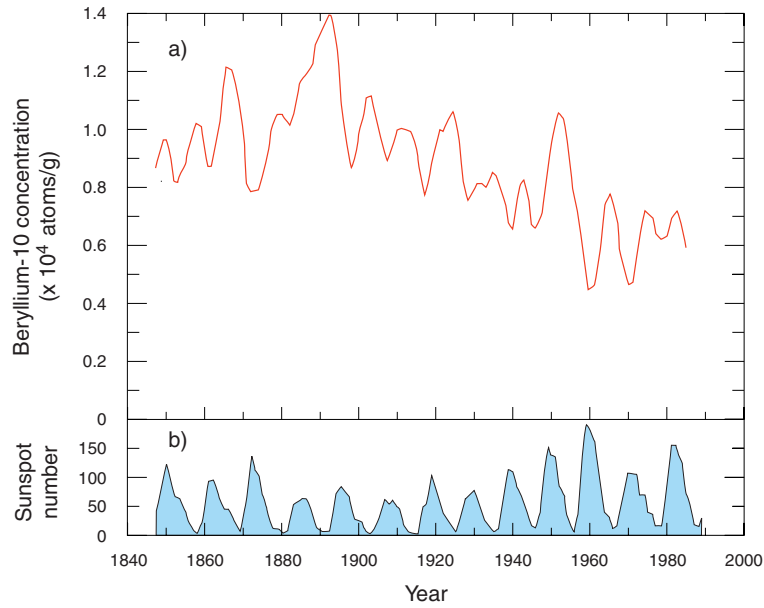 a)
1.4
1.2
1.0
0.8
0.6
0.4
0.2
0
Beryllium-10 concentration
(x 10⁴ atoms/g)
b)
150
100
50
0
Sunspot
number
1840 1860 1880 1900 1920 1940 1960 1980 2000
Year